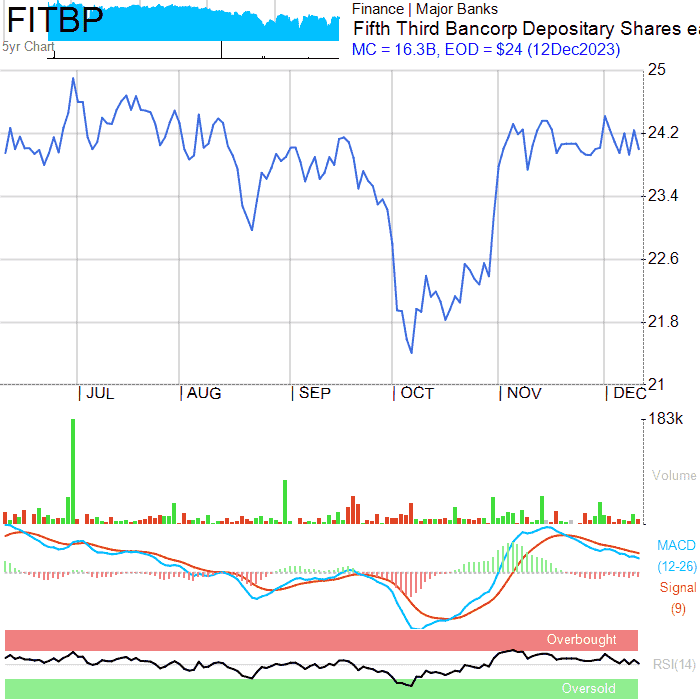 FITBP
5yr Chart
Finance | Major Banks
Fifth Third Bancorp Depositary Shares ea
MC = 16.3B, EOD = $24 (12Dec2023)
25
24.2
23.4
22.6
21.8
21
| JUL | AUG | SEP | OCT | NOV | DEC
183k
Volume
MACD
(12-26)
Signal
(9)
Overbought
RSI(14)
Oversold